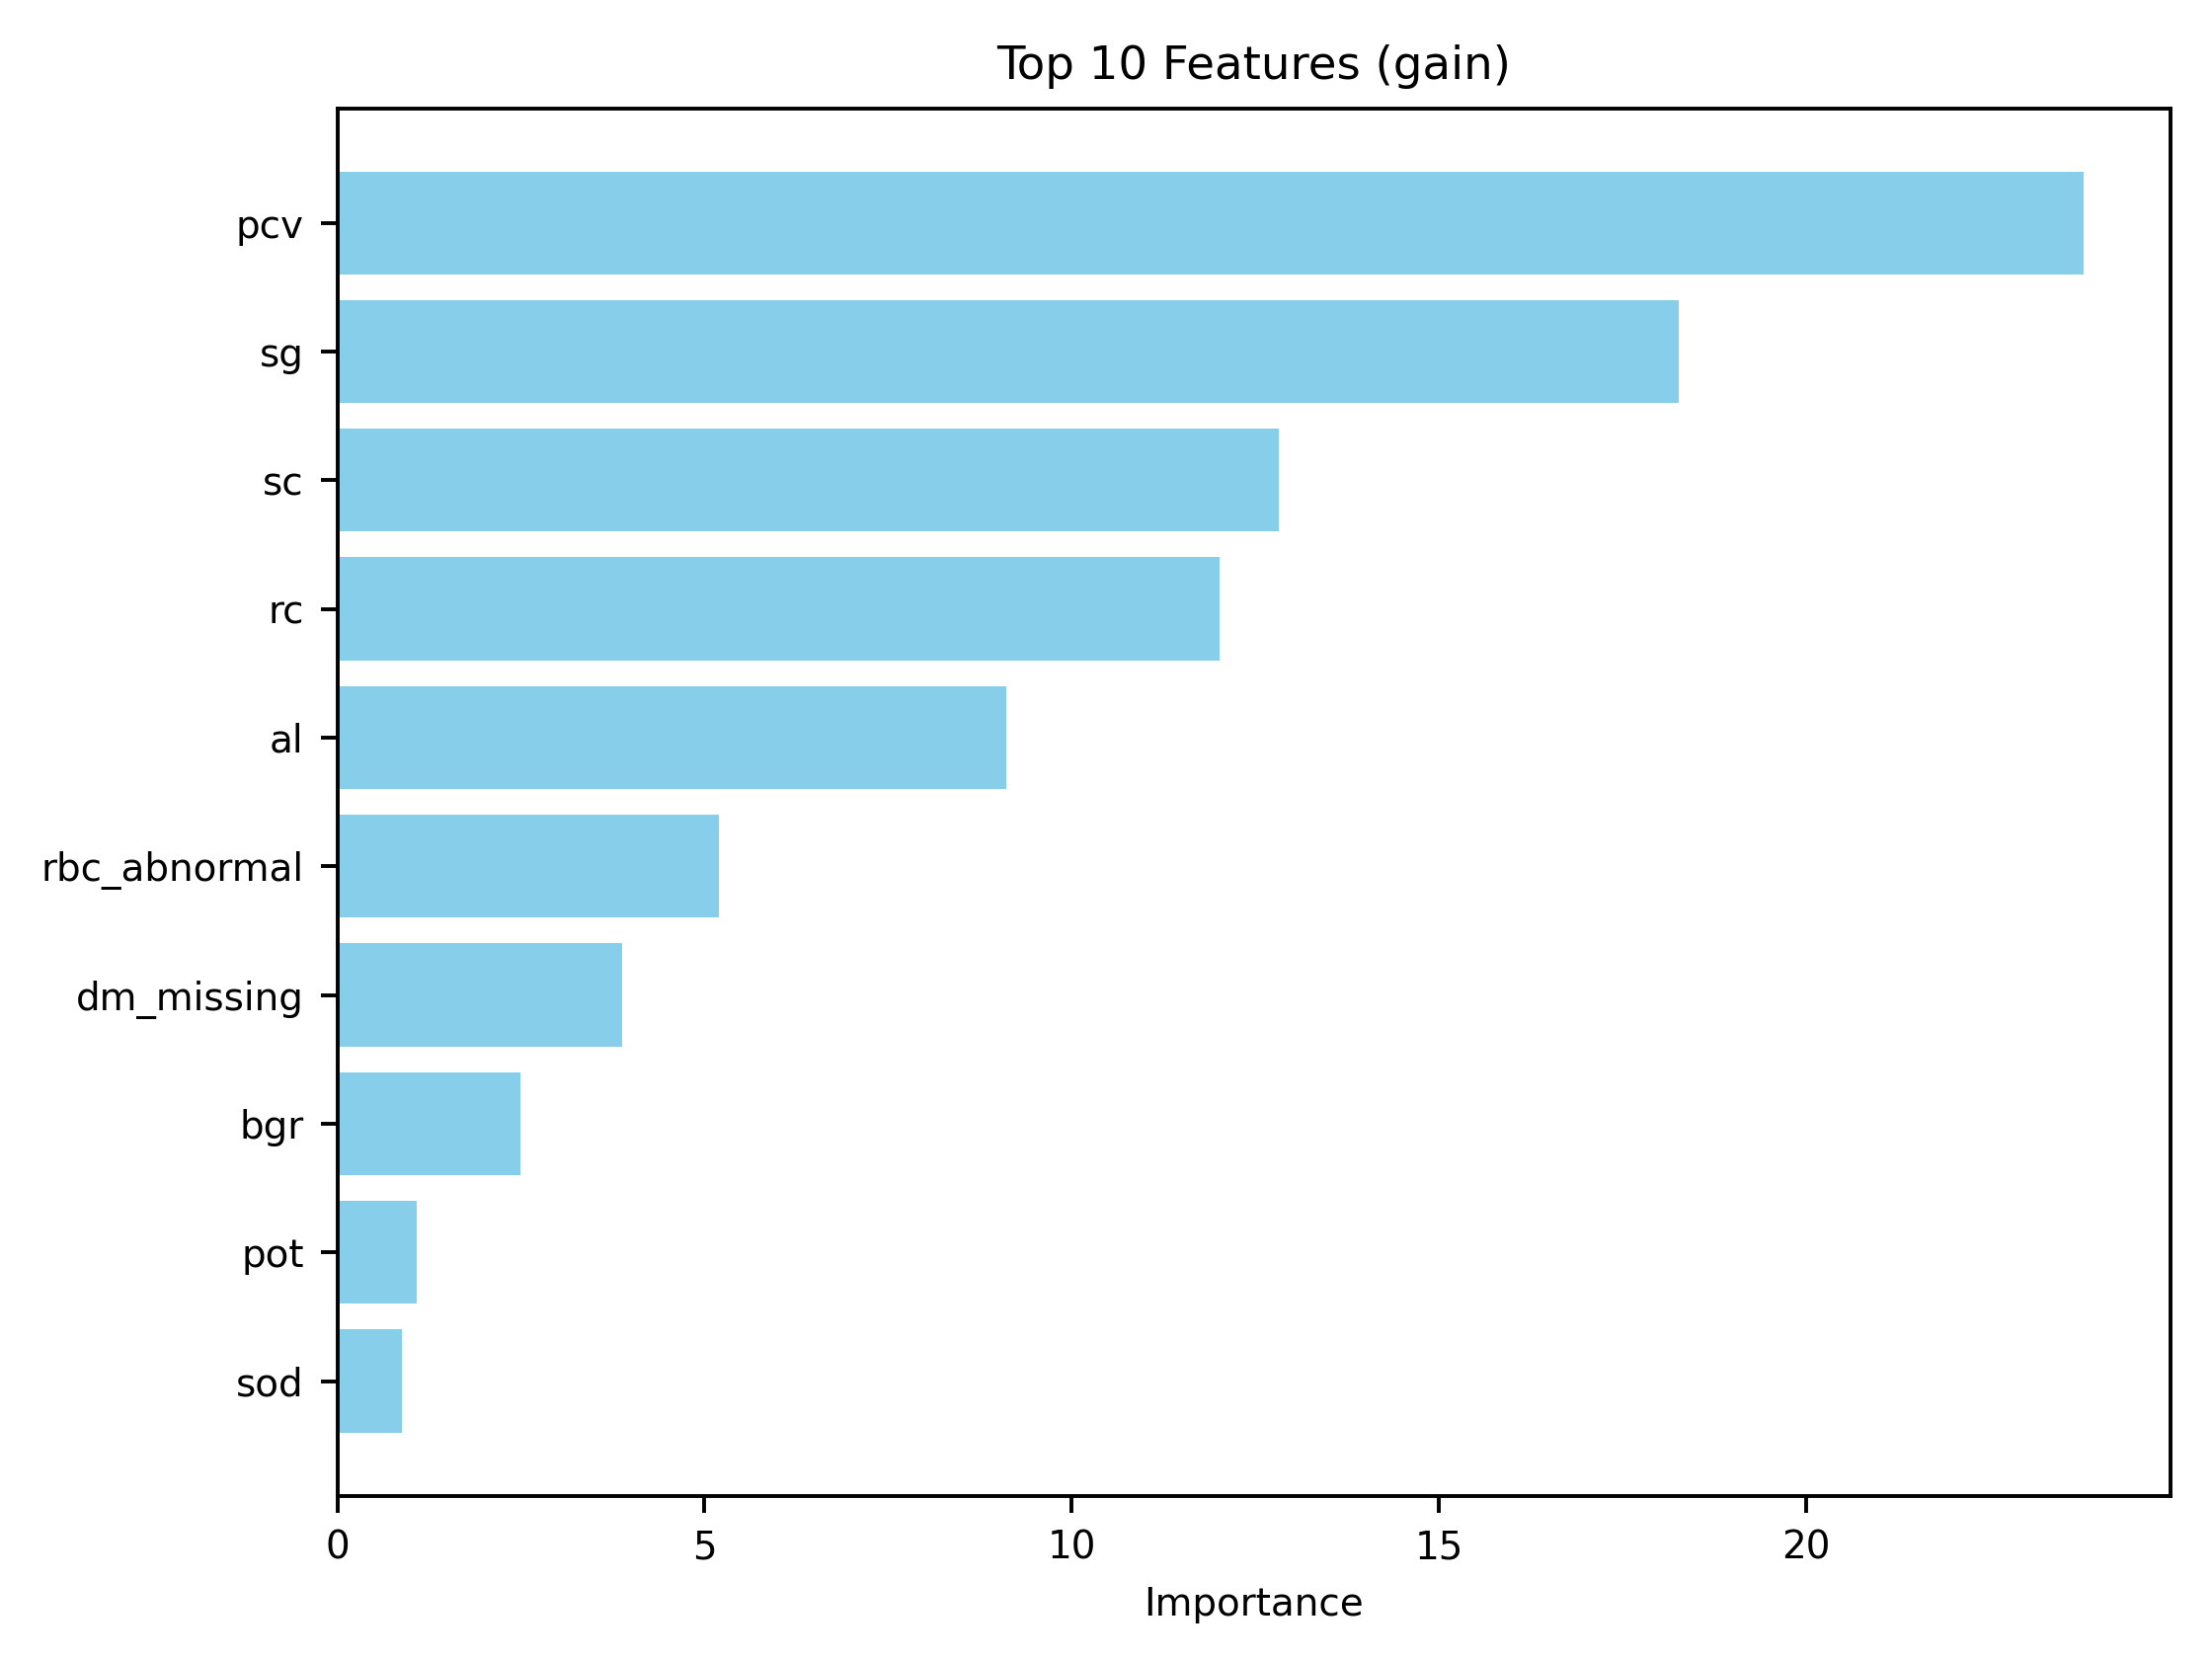 Top 10 Features (gain)
pcv
sg
sc
rc
al
rbc_abnormal
dm_missing
bgr
pot
sod
0 5 10 15 20
Importance